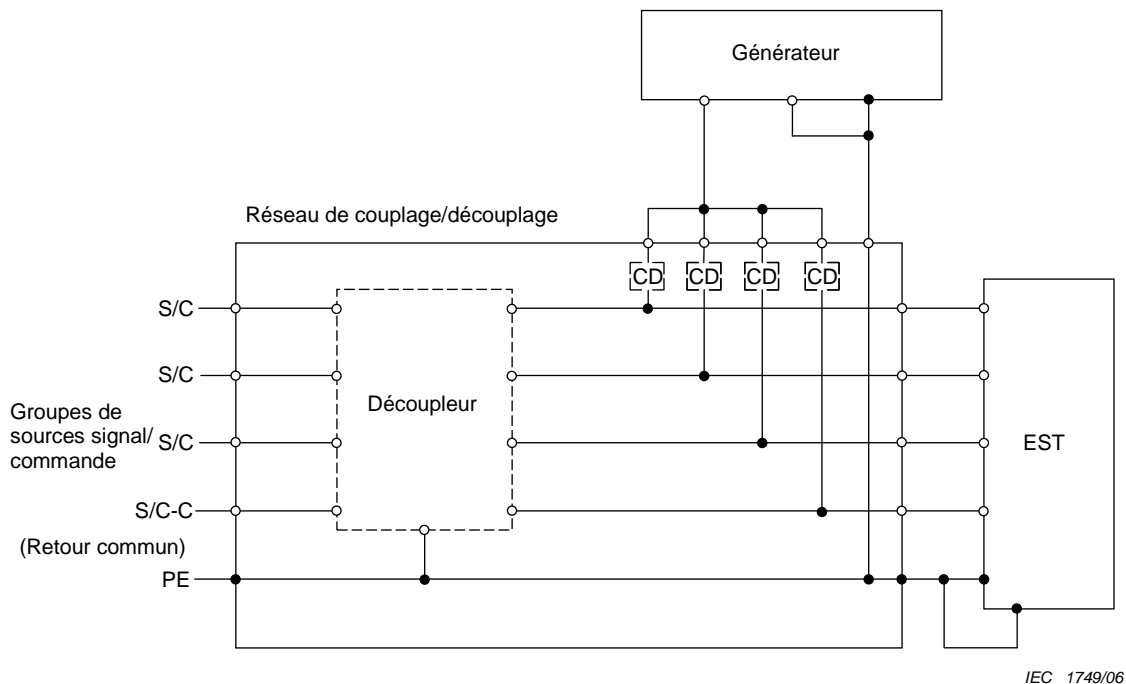 Générateur
Réseau de couplage/découplage
CD CD CD CD
S/C
S/C
Découpleur
Groupes de
sources signal/
commande
S/C
EST
S/C-C
(Retour commun)
PE
IEC 1749/06